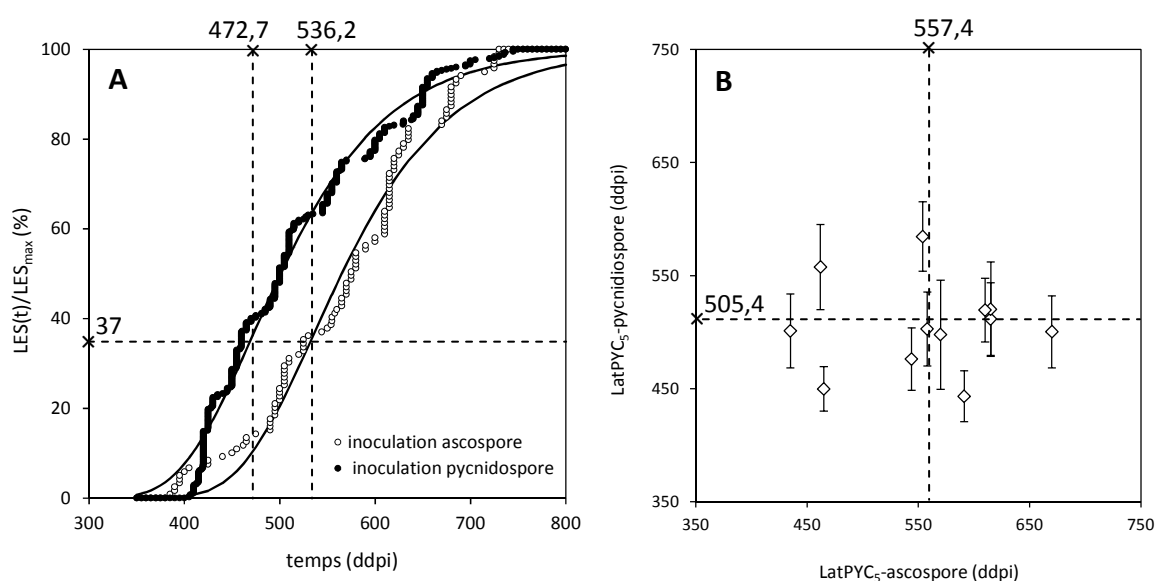 472,7
536,2
A
100
80
60
40
20
0
37
LES(t)/LESmax (%)
inoculation ascospore
inoculation pycnidospore
300 400 500 600 700 800
temps (ddpi)
557,4
B
750
650
550
450
350
505,4
LatPYC5-pycnidiospore (ddpi)
350 450 550 650 750
LatPYC5-ascospore (ddpi)